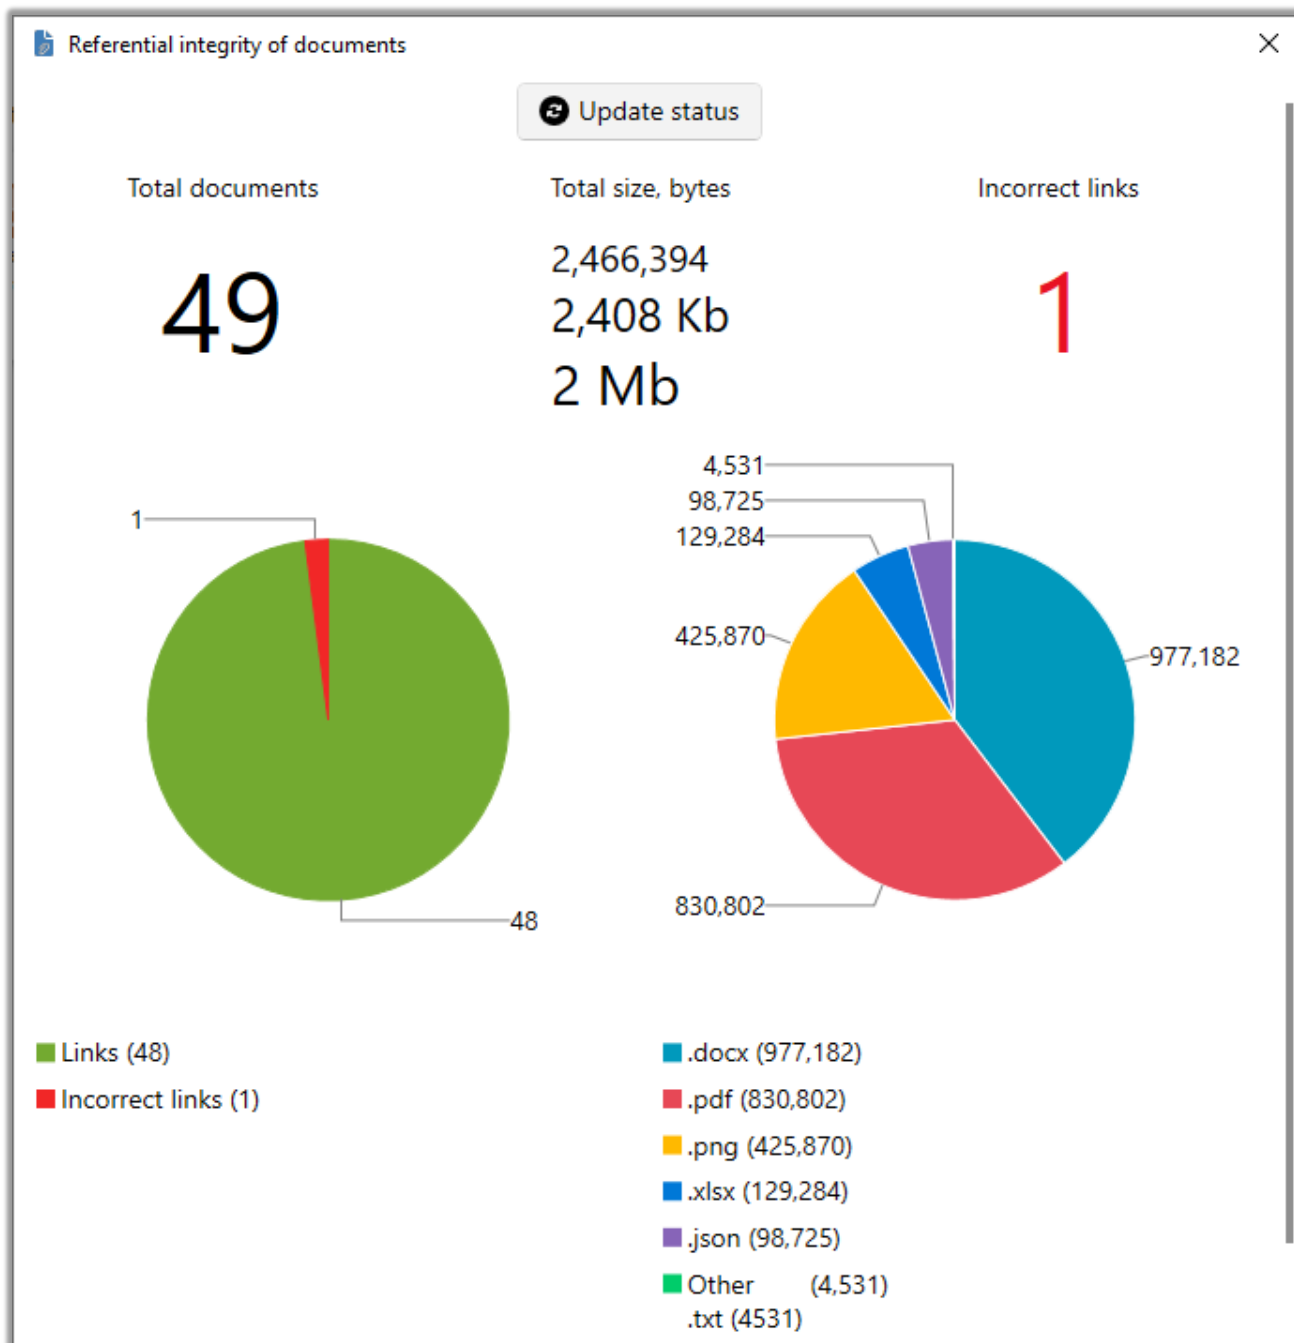 Referential integrity of documents
Update status
Total documents
Total size, bytes
Incorrect links
49
2,466,394
2,408 Kb
2 Mb
1
1
48
4,531
98,725
129,284
425,870
977,182
830,802
Links (48)
Incorrect links (1)
.docx (977,182)
.pdf (830,802)
.png (425,870)
.xlsx (129,284)
.json (98,725)
Other (4,531)
.txt (4531)